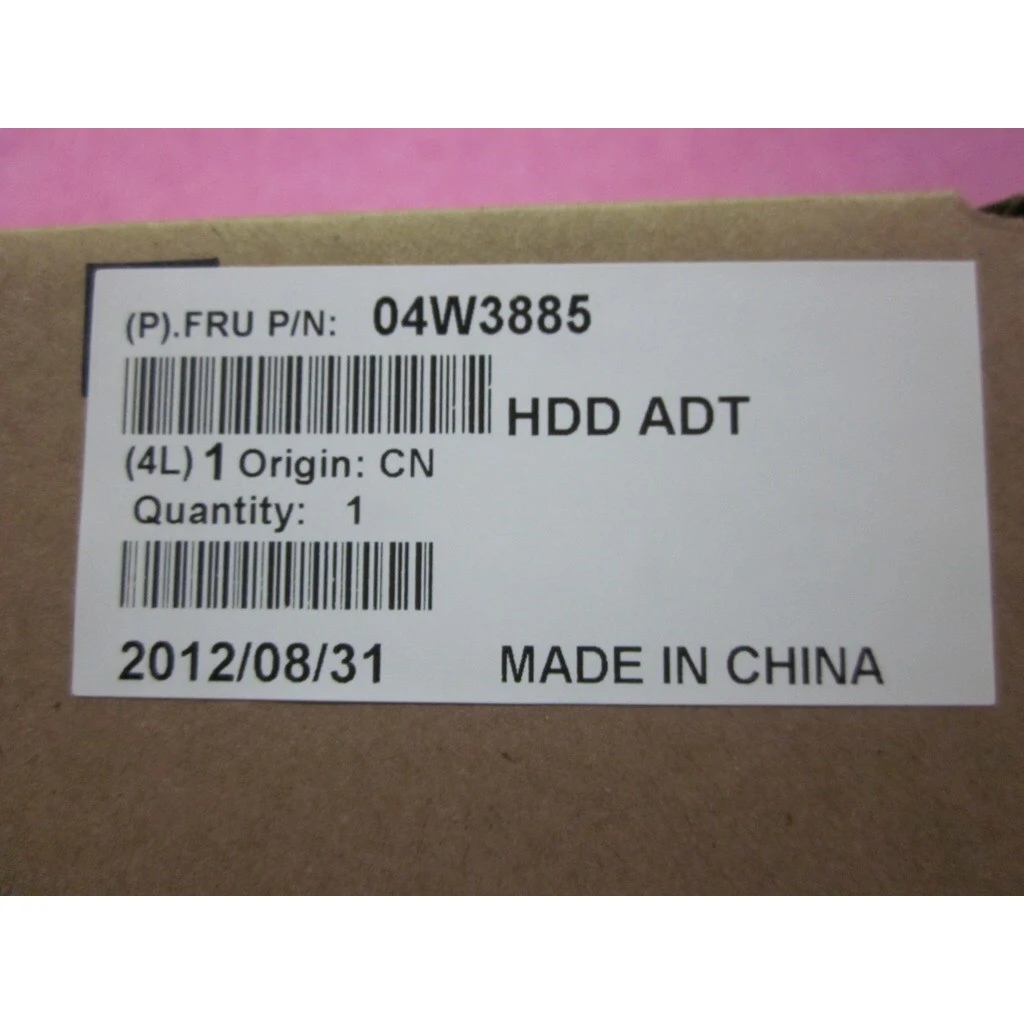 (P).FRU P/N: 04W3885
HDD ADT
(4L) 1 Origin: CN
Quantity: 1
2012/08/31 MADE IN CHINA